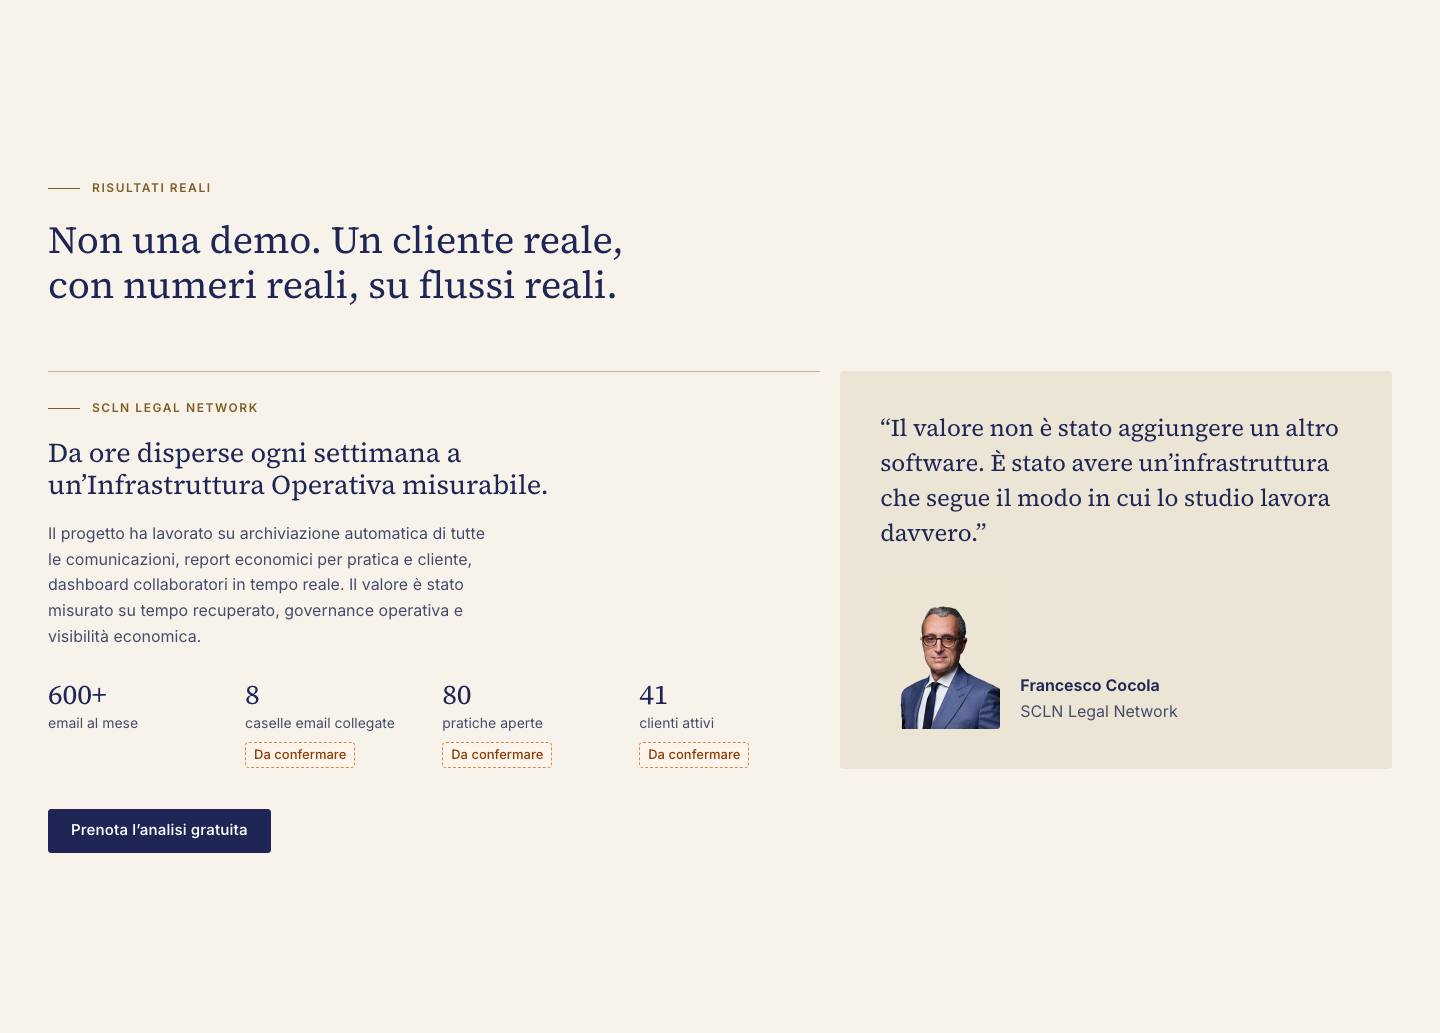 RISULTATI REALI
Non una demo. Un cliente reale,
con numeri reali, su flussi reali.
SCLN LEGAL NETWORK
Da ore disperse ogni settimana a
un’Infrastruttura Operativa misurabile.
Il progetto ha lavorato su archiviazione automatica di tutte
le comunicazioni, report economici per pratica e cliente,
dashboard collaboratori in tempo reale. Il valore è stato
misurato su tempo recuperato, governance operativa e
visibilità economica.
600+
email al mese
8
caselle email collegate
Da confermare
80
pratiche aperte
Da confermare
41
clienti attivi
Da confermare
Prenota l’analisi gratuita
“Il valore non è stato aggiungere un altro
software. È stato avere un’infrastruttura
che segue il modo in cui lo studio lavora
davvero.”
Francesco Cocola
SCLN Legal Network